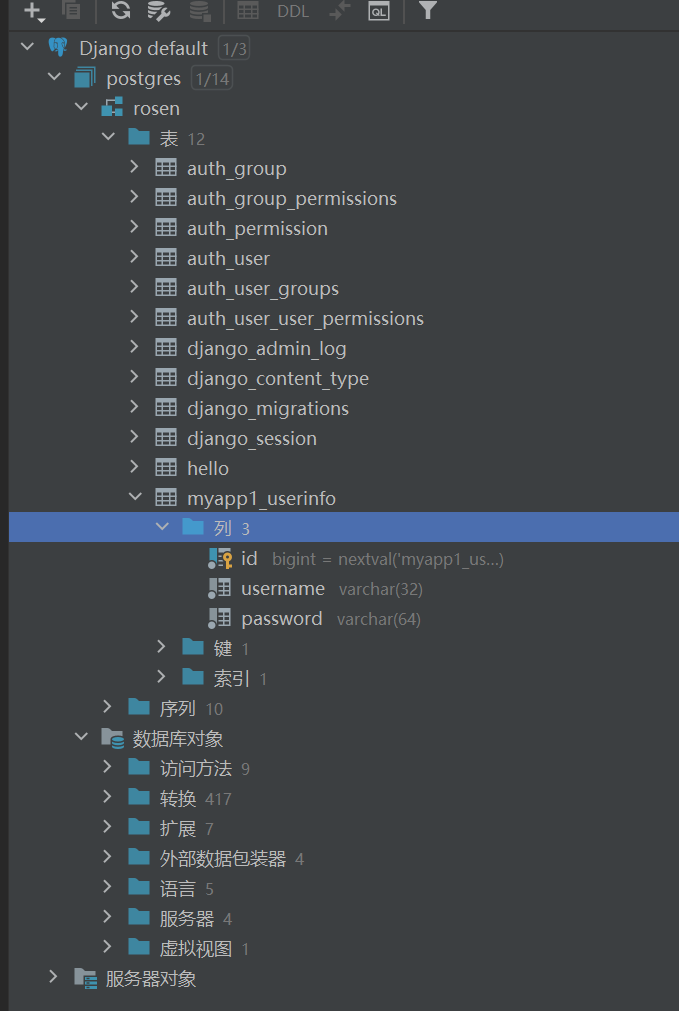 DDL
QL
Django default 1/3
postgres 1/14
rosen
表 12
auth_group
auth_group_permissions
auth_permission
auth_user
auth_user_groups
auth_user_user_permissions
django_admin_log
django_content_type
django_migrations
django_session
hello
myapp1_userinfo
列 3
id bigint = nextval('myapp1_us...)
username varchar(32)
password varchar(64)
键 1
索引 1
序列 10
数据库对象
访问方法 9
转换 417
扩展 7
外部数据包装器 4
语言 5
服务器 4
虚拟视图 1
服务器对象